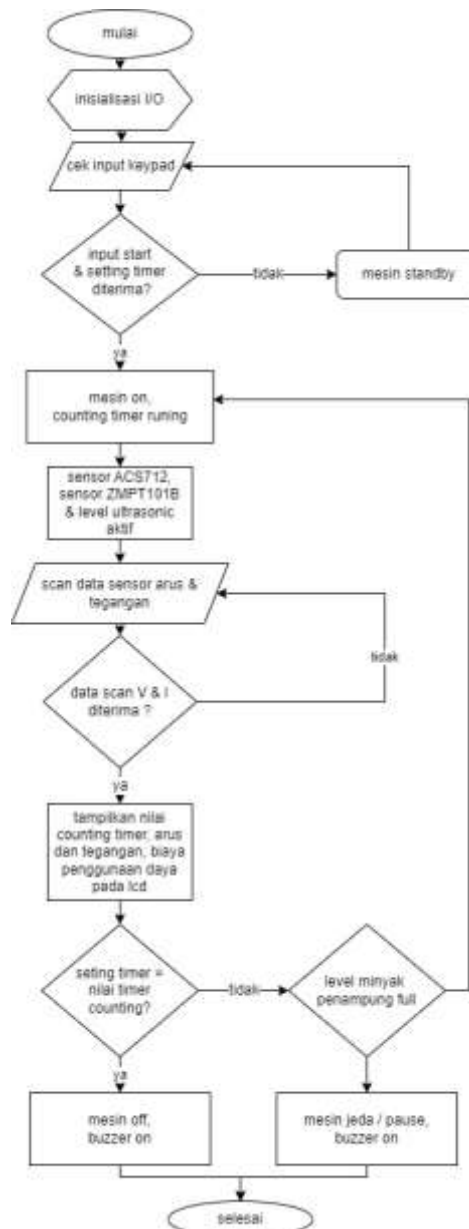 mulai
inisialisasi I/O
cek input keypad
input start
& setting timer
diterima?
tidak
mesin standby
ya
mesin on,
counting timer runing
sensor ACS712,
sensor ZMPT101B
& level ultrasonic
aktif
scan data sensor arus &
tegangan
tidak
data scan V & I
diterima ?
ya
tampilkan nilai
counting timer, arus
dan tegangan, biaya
penggunaan daya
pada lcd
seting timer =
nilai timer
counting?
tidak
level minyak
penampung full
ya
mesin off,
buzzer on
mesin jeda / pause,
buzzer on
selesai